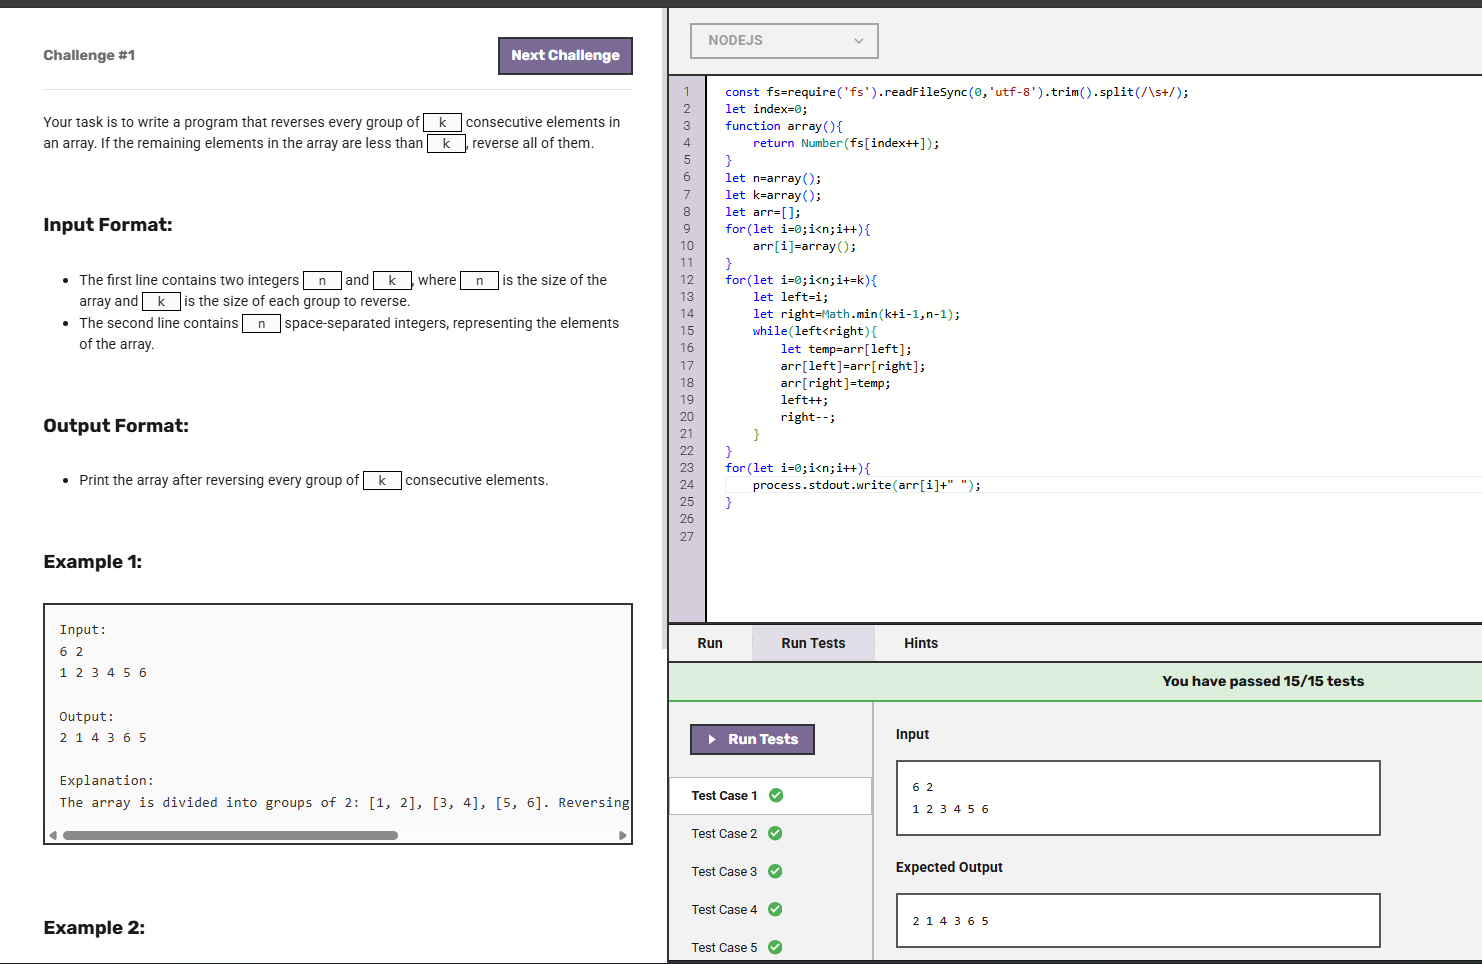 Challenge #1
Next Challenge
Your task is to write a program that reverses every group of k consecutive elements in
an array. If the remaining elements in the array are less than k, reverse all of them.
Input Format:
• The first line contains two integers n and k, where n is the size of the
array and k is the size of each group to reverse.
• The second line contains n space-separated integers, representing the elements
of the array.
Output Format:
• Print the array after reversing every group of k consecutive elements.
Example 1:
Input:
6 2
1 2 3 4 5 6
Output:
2 1 4 3 6 5
Explanation:
The array is divided into groups of 2: [1, 2], [3, 4], [5, 6]. Reversing
Example 2:
NODEJS
1 const fs=require('fs').readFileSync(0,'utf-8').trim().split(/\s+/);
2 let index=0;
3 function array(){
4 return Number(fs[index++]);
5 }
6 let n=array();
7 let k=array();
8 let arr=[];
9 for(let i=0;i<n;i++){
10 arr[i]=array();
11 }
12 for(let i=0;i<n;i+=k){
13 let left=i;
14 let right=Math.min(k+i-1,n-1);
15 while(left<right){
16 let temp=arr[left];
17 arr[left]=arr[right];
18 arr[right]=temp;
19 left++;
20 right--;
21 }
22 }
23 for(let i=0;i<n;i++){
24 process.stdout.write(arr[i]+" ");
25 }
26
27
Run
Run Tests
Hints
You have passed 15/15 tests
Run Tests
Test Case 1
Test Case 2
Test Case 3
Test Case 4
Test Case 5
Input
6 2
1 2 3 4 5 6
Expected Output
2 1 4 3 6 5